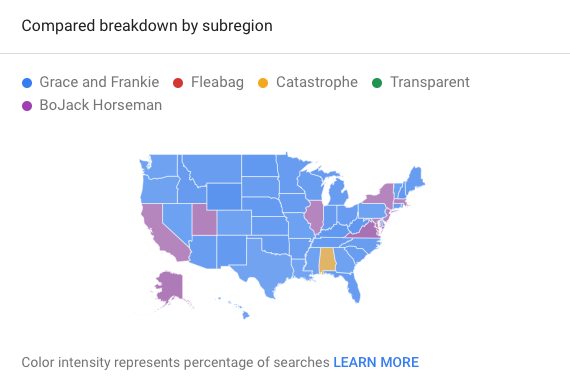 Compared breakdown by subregion
Grace and Frankie Fleabag Catastrophe Transparent
BoJack Horseman
Color intensity represents percentage of searches LEARN MORE